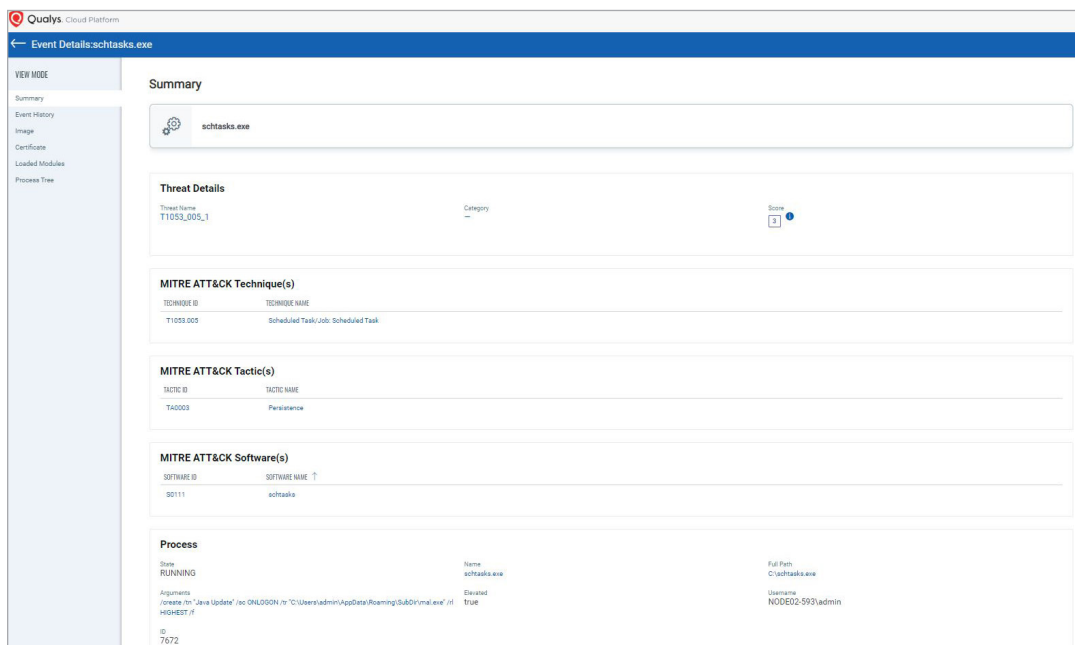 Qualys. Cloud Platform
← Event Details:schtasks.exe
VIEW MODE
Summary
Event History
Image
Certificate
Loaded Modules
Process Tree
Summary
schtasks.exe
Threat Details
Threat Name Category Score
T1053_005_1 — 3
MITRE ATT&CK Technique(s)
TECHNIQUE ID TECHNIQUE NAME
T1053.005 Scheduled Task/Job: Scheduled Task
MITRE ATT&CK Tactic(s)
TACTIC ID TACTIC NAME
TA0003 Persistence
MITRE ATT&CK Software(s)
SOFTWARE ID SOFTWARE NAME ↑
S0111 schtasks
Process
State Name Full Path
RUNNING schtasks.exe C:\schtasks.exe
Arguments Elevated Username
/create /tn "Java Update" /sc ONLOGON /tr "C:\Users\admin\AppData\Roaming\SubDir\mal.exe" /rl true NODE02-593\admin
HIGHEST /f
ID
7672